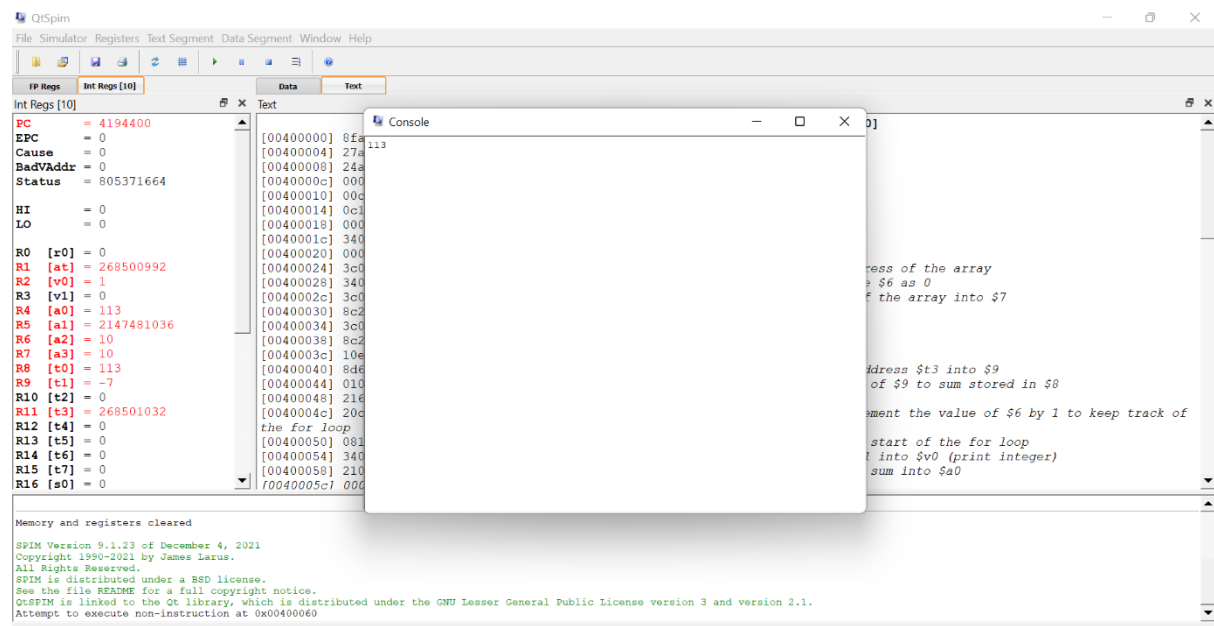 QtSpim
File Simulator Registers Text Segment Data Segment Window Help
FP Regs Int Regs [10] Data Text
Int Regs [10] Text
PC = 4194400
EPC = 0
Cause = 0
BadVAddr = 0
Status = 805371664
HI = 0
LO = 0
R0 [r0] = 0
R1 [at] = 268500992
R2 [v0] = 1
R3 [v1] = 0
R4 [a0] = 113
R5 [a1] = 2147481036
R6 [a2] = 10
R7 [a3] = 10
R8 [t0] = 113
R9 [t1] = -7
R10 [t2] = 0
R11 [t3] = 268501032
R12 [t4] = 0
R13 [t5] = 0
R14 [t6] = 0
R15 [t7] = 0
R16 [s0] = 0
0]
[00400000] 8fa
[00400004] 27a
[00400008] 24a
[0040000c] 000
[00400010] 00c
[00400014] 0c1
[00400018] 000
[0040001c] 340
[00400020] 000
[00400024] 3c0 ress of the array
[00400028] 340 e $6 as 0
[0040002c] 3c0 f the array into $7
[00400030] 8c2
[00400034] 3c0
[00400038] 8c2
[0040003c] 10e
[00400040] 8d6 ddress $t3 into $9
[00400044] 010 of $9 to sum stored in $8
[00400048] 216
[0040004c] 20c ement the value of $6 by 1 to keep track of
the for loop
[00400050] 081 start of the for loop
[00400054] 340 l into $v0 (print integer)
[00400058] 210 sum into $a0
[0040005c] 000
Console
113
Memory and registers cleared
SPIM Version 9.1.23 of December 4, 2021
Copyright 1990-2021 by James Larus.
All Rights Reserved.
SPIM is distributed under a BSD license.
See the file README for a full copyright notice.
QtSPIM is linked to the Qt library, which is distributed under the GNU Lesser General Public License version 3 and version 2.1.
Attempt to execute non-instruction at 0x00400060